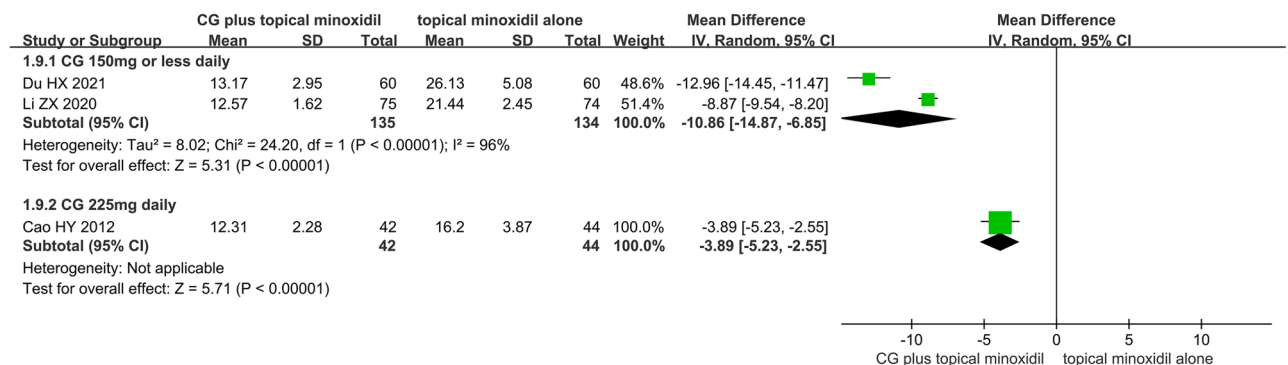 CG plus topical minoxidil topical minoxidil alone Mean Difference Mean Difference
Study or Subgroup Mean SD Total Mean SD Total Weight IV, Random, 95% CI IV, Random, 95% CI
1.9.1 CG 150mg or less daily
Du HX 2021 13.17 2.95 60 26.13 5.08 60 48.6% -12.96 [-14.45, -11.47]
Li ZX 2020 12.57 1.62 75 21.44 2.45 74 51.4% -8.87 [-9.54, -8.20]
Subtotal (95% CI) 135 134 100.0% -10.86 [-14.87, -6.85]
Heterogeneity: Tau² = 8.02; Chi² = 24.20, df = 1 (P < 0.00001); I² = 96%
Test for overall effect: Z = 5.31 (P < 0.00001)
1.9.2 CG 225mg daily
Cao HY 2012 12.31 2.28 42 16.2 3.87 44 100.0% -3.89 [-5.23, -2.55]
Subtotal (95% CI) 42 44 100.0% -3.89 [-5.23, -2.55]
Heterogeneity: Not applicable
Test for overall effect: Z = 5.71 (P < 0.00001)
-10 -5 0 5 10
CG plus topical minoxidil topical minoxidil alone